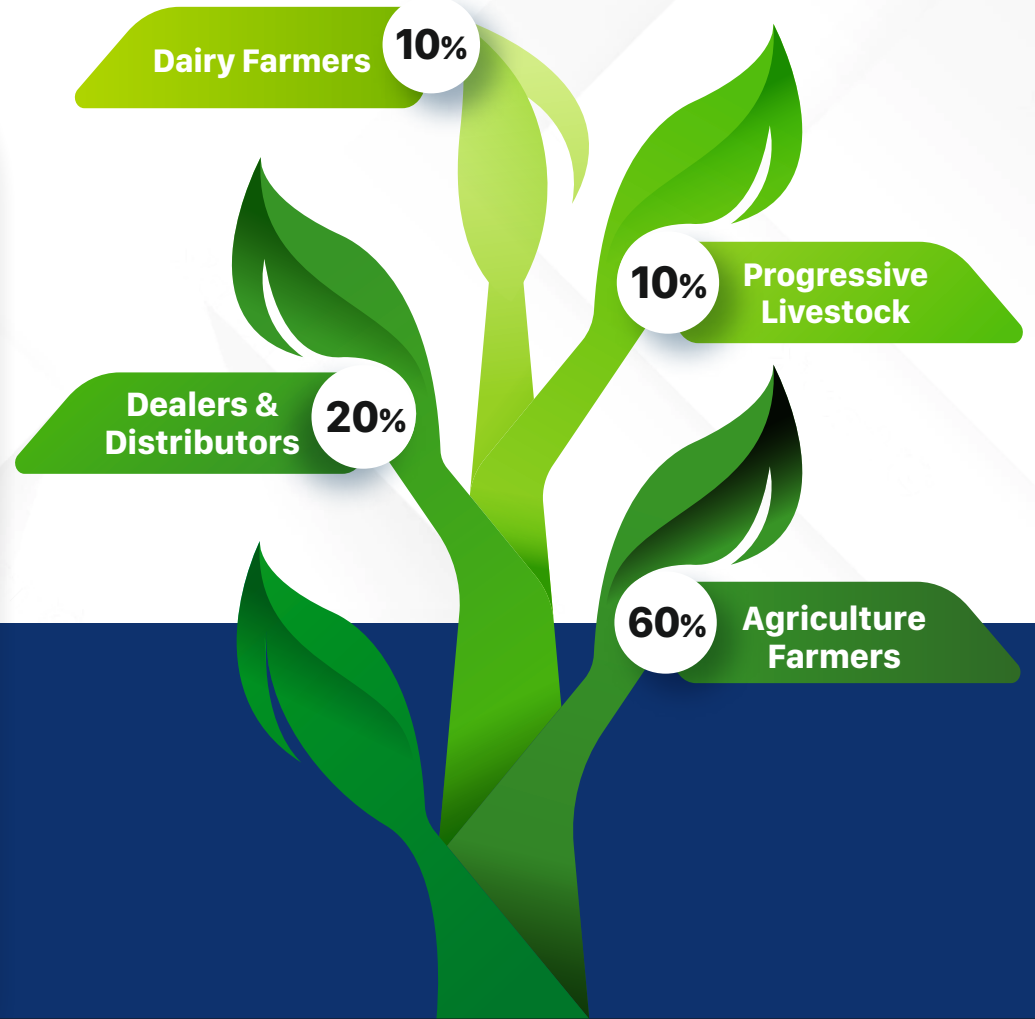 Dairy Farmers 10%
10% Progressive
Livestock
Dealers &
Distributors 20%
60% Agriculture
Farmers